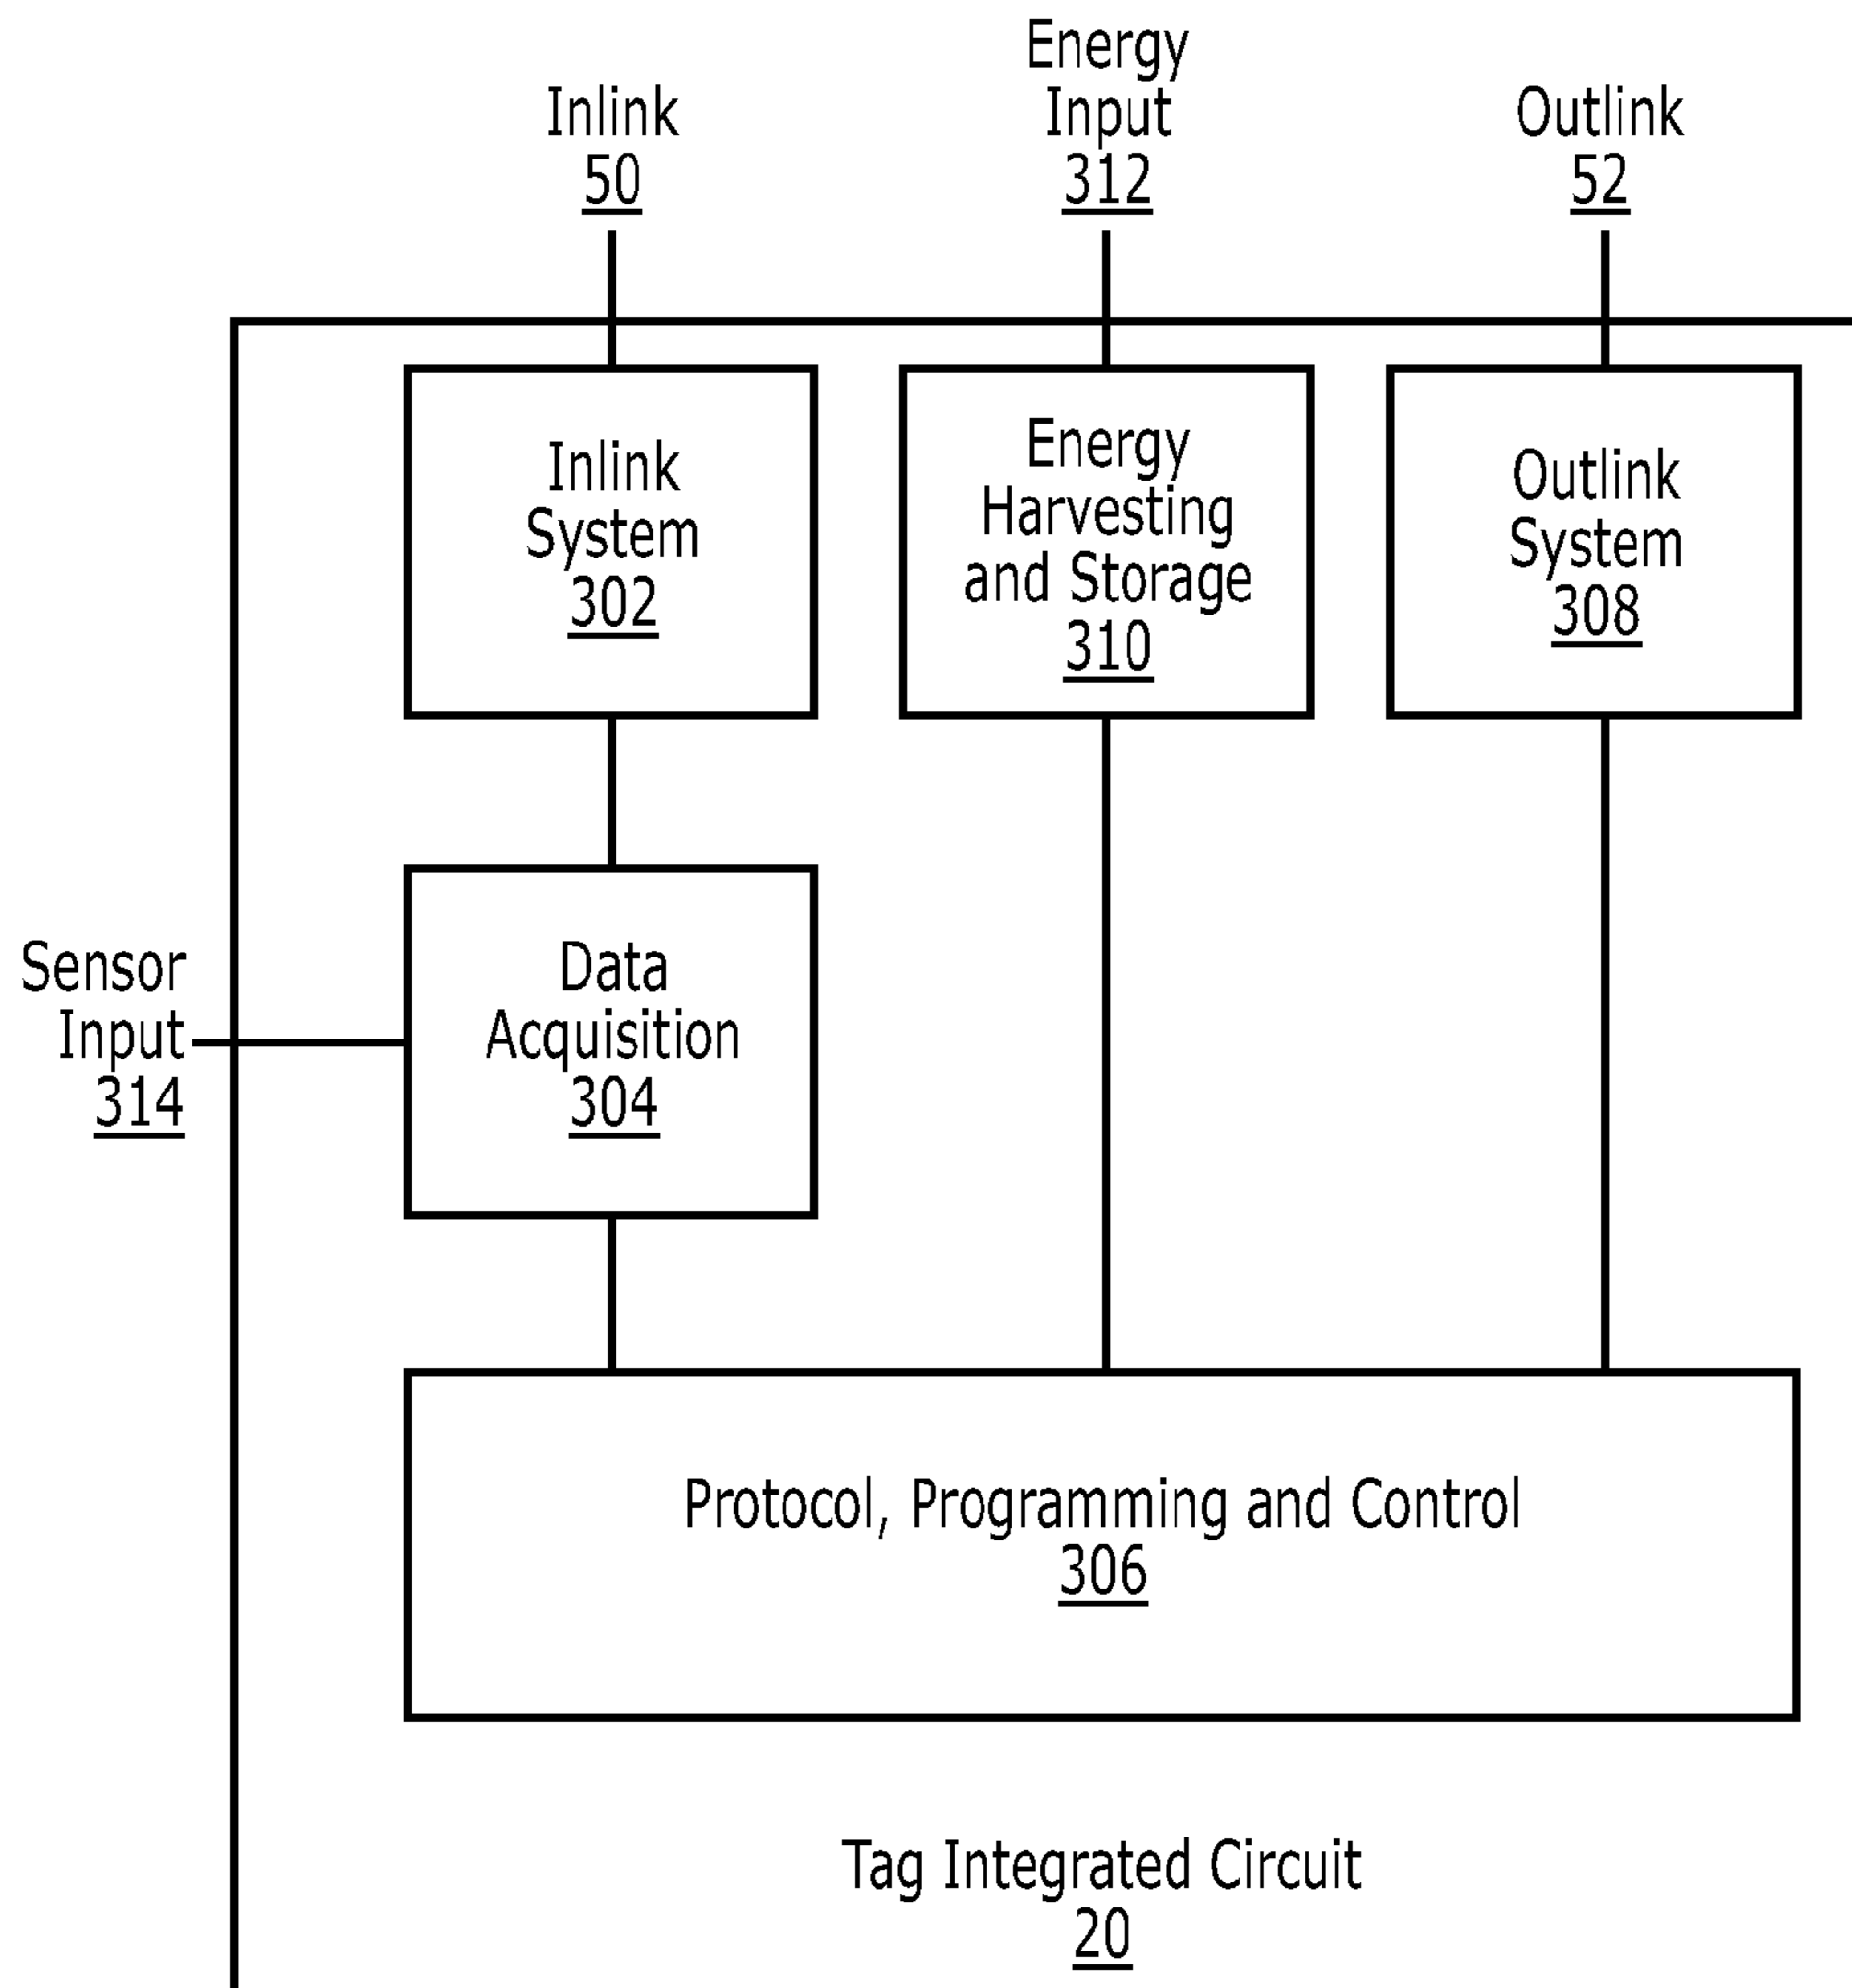 Inlink
50
Energy
Input
312
Outlink
52
Inlink
System
302
Energy
Harvesting
and Storage
310
Outlink
System
308
Sensor
Input
314
Data
Acquisition
304
Protocol, Programming and Control
306
Tag Integrated Circuit
20